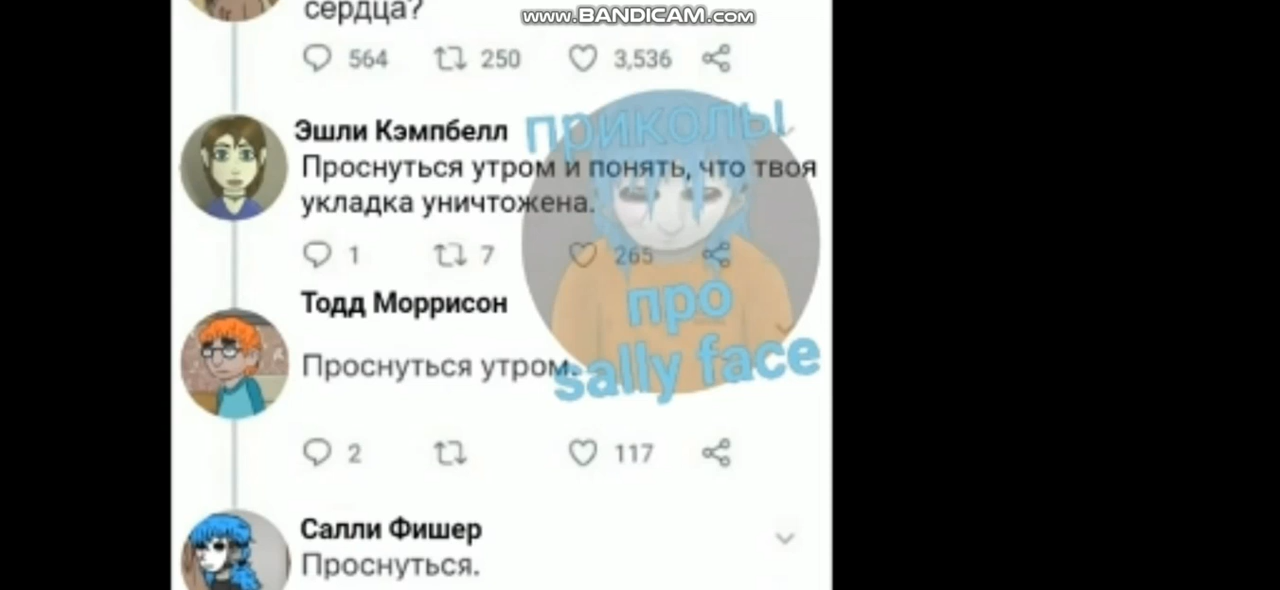 www.BANDICAM.com
сердца?
564 250 3,536
Эшли Кэмпбелл
Проснуться утром и понять, что твоя
укладка уничтожена.
1 7 265
Тодд Моррисон
Проснуться утром.
2 117
Салли Фишер
Проснуться.
приколы
про
sally face